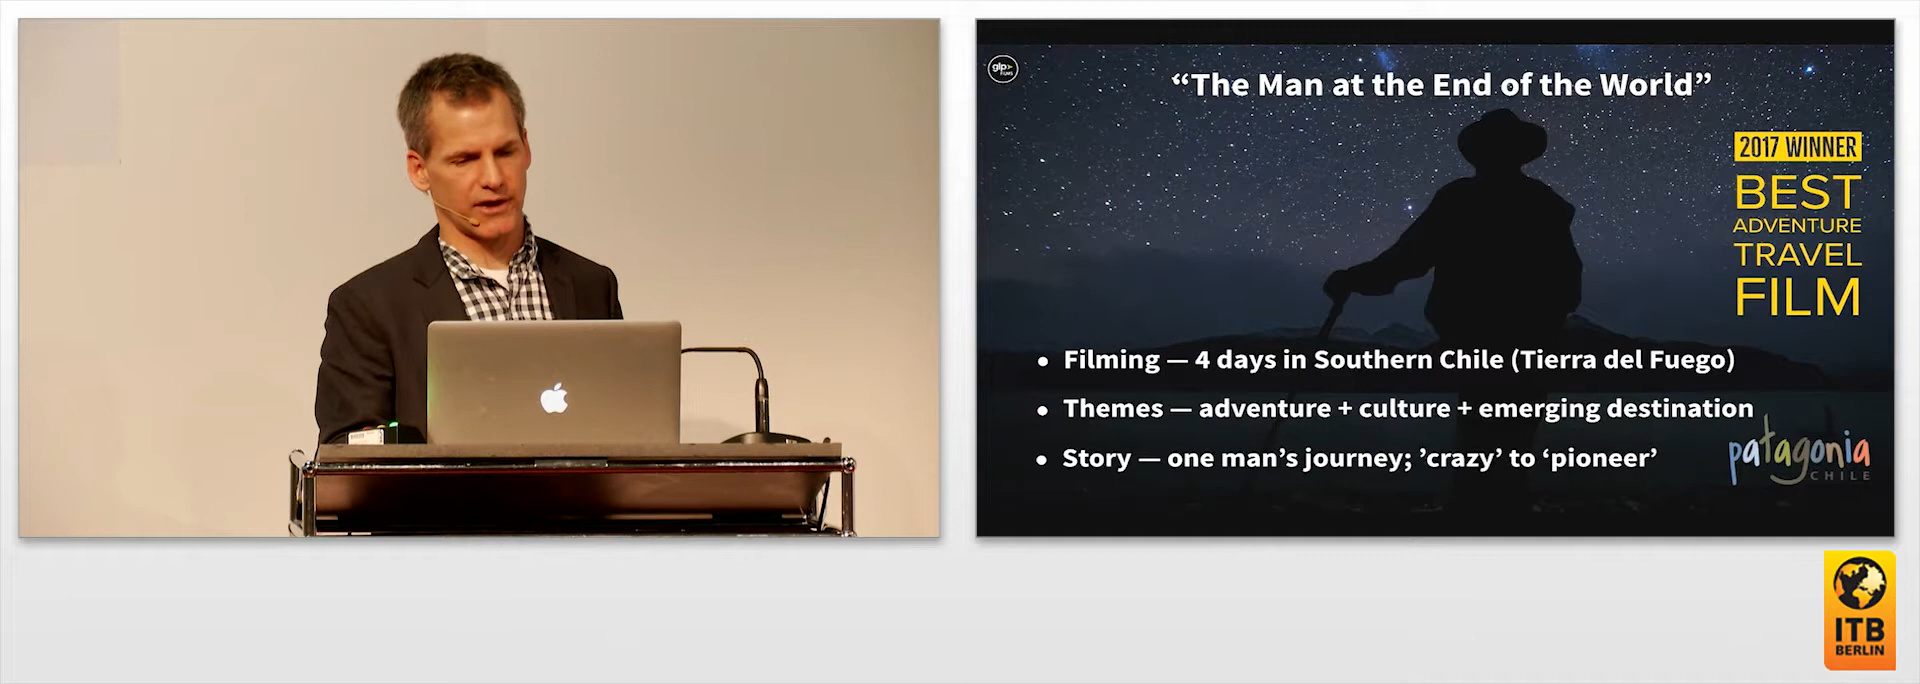 glp
FILMS
“The Man at the End of the World”
2017 WINNER
BEST
ADVENTURE
TRAVEL
FILM
• Filming — 4 days in Southern Chile (Tierra del Fuego)
• Themes — adventure + culture + emerging destination
• Story — one man’s journey; ’crazy’ to ‘pioneer’
patagonia
CHILE
ITB
BERLIN